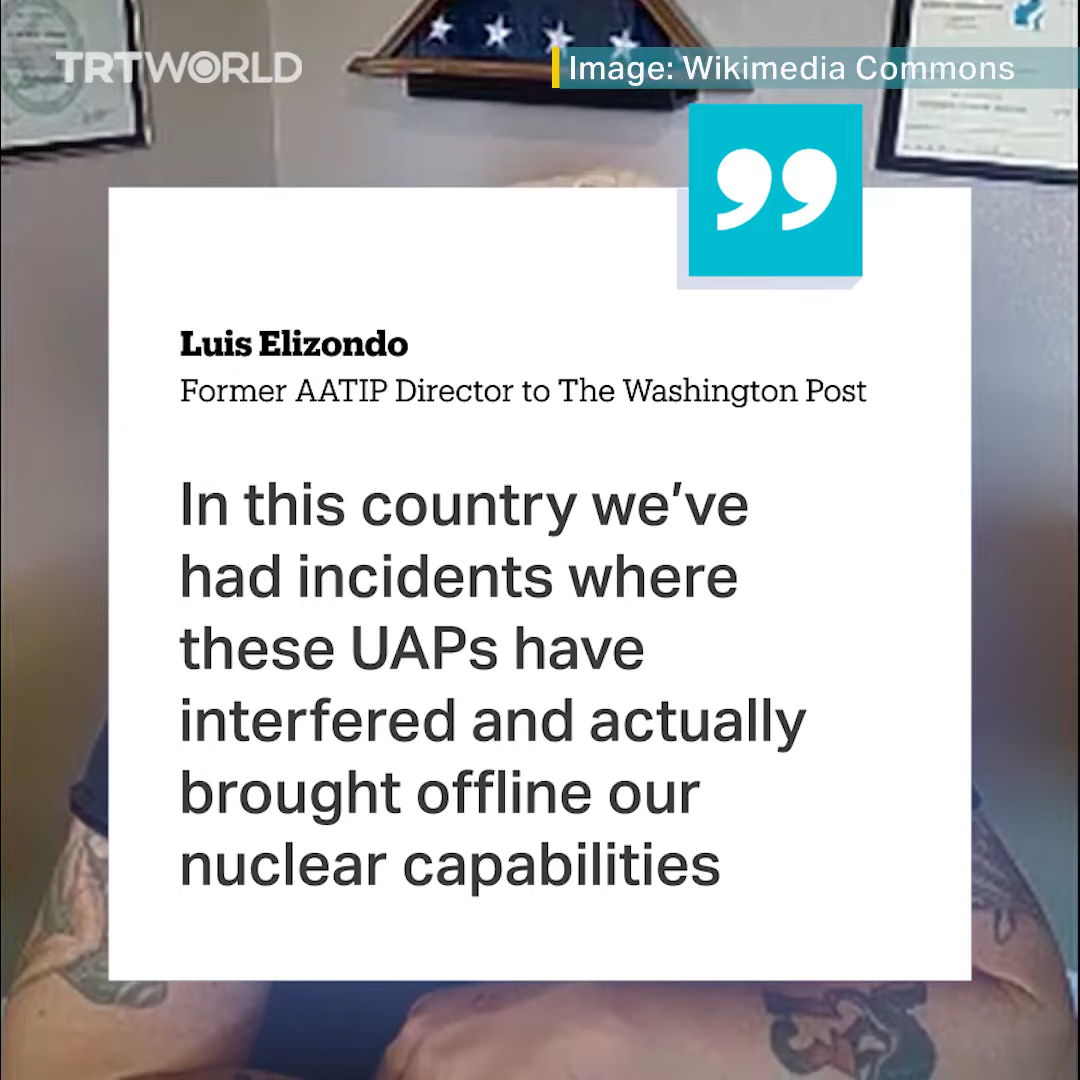 TRTWORLD
Image: Wikimedia Commons
Luis Elizondo
Former AATIP Director to The Washington Post
In this country we’ve
had incidents where
these UAPs have
interfered and actually
brought offline our
nuclear capabilities